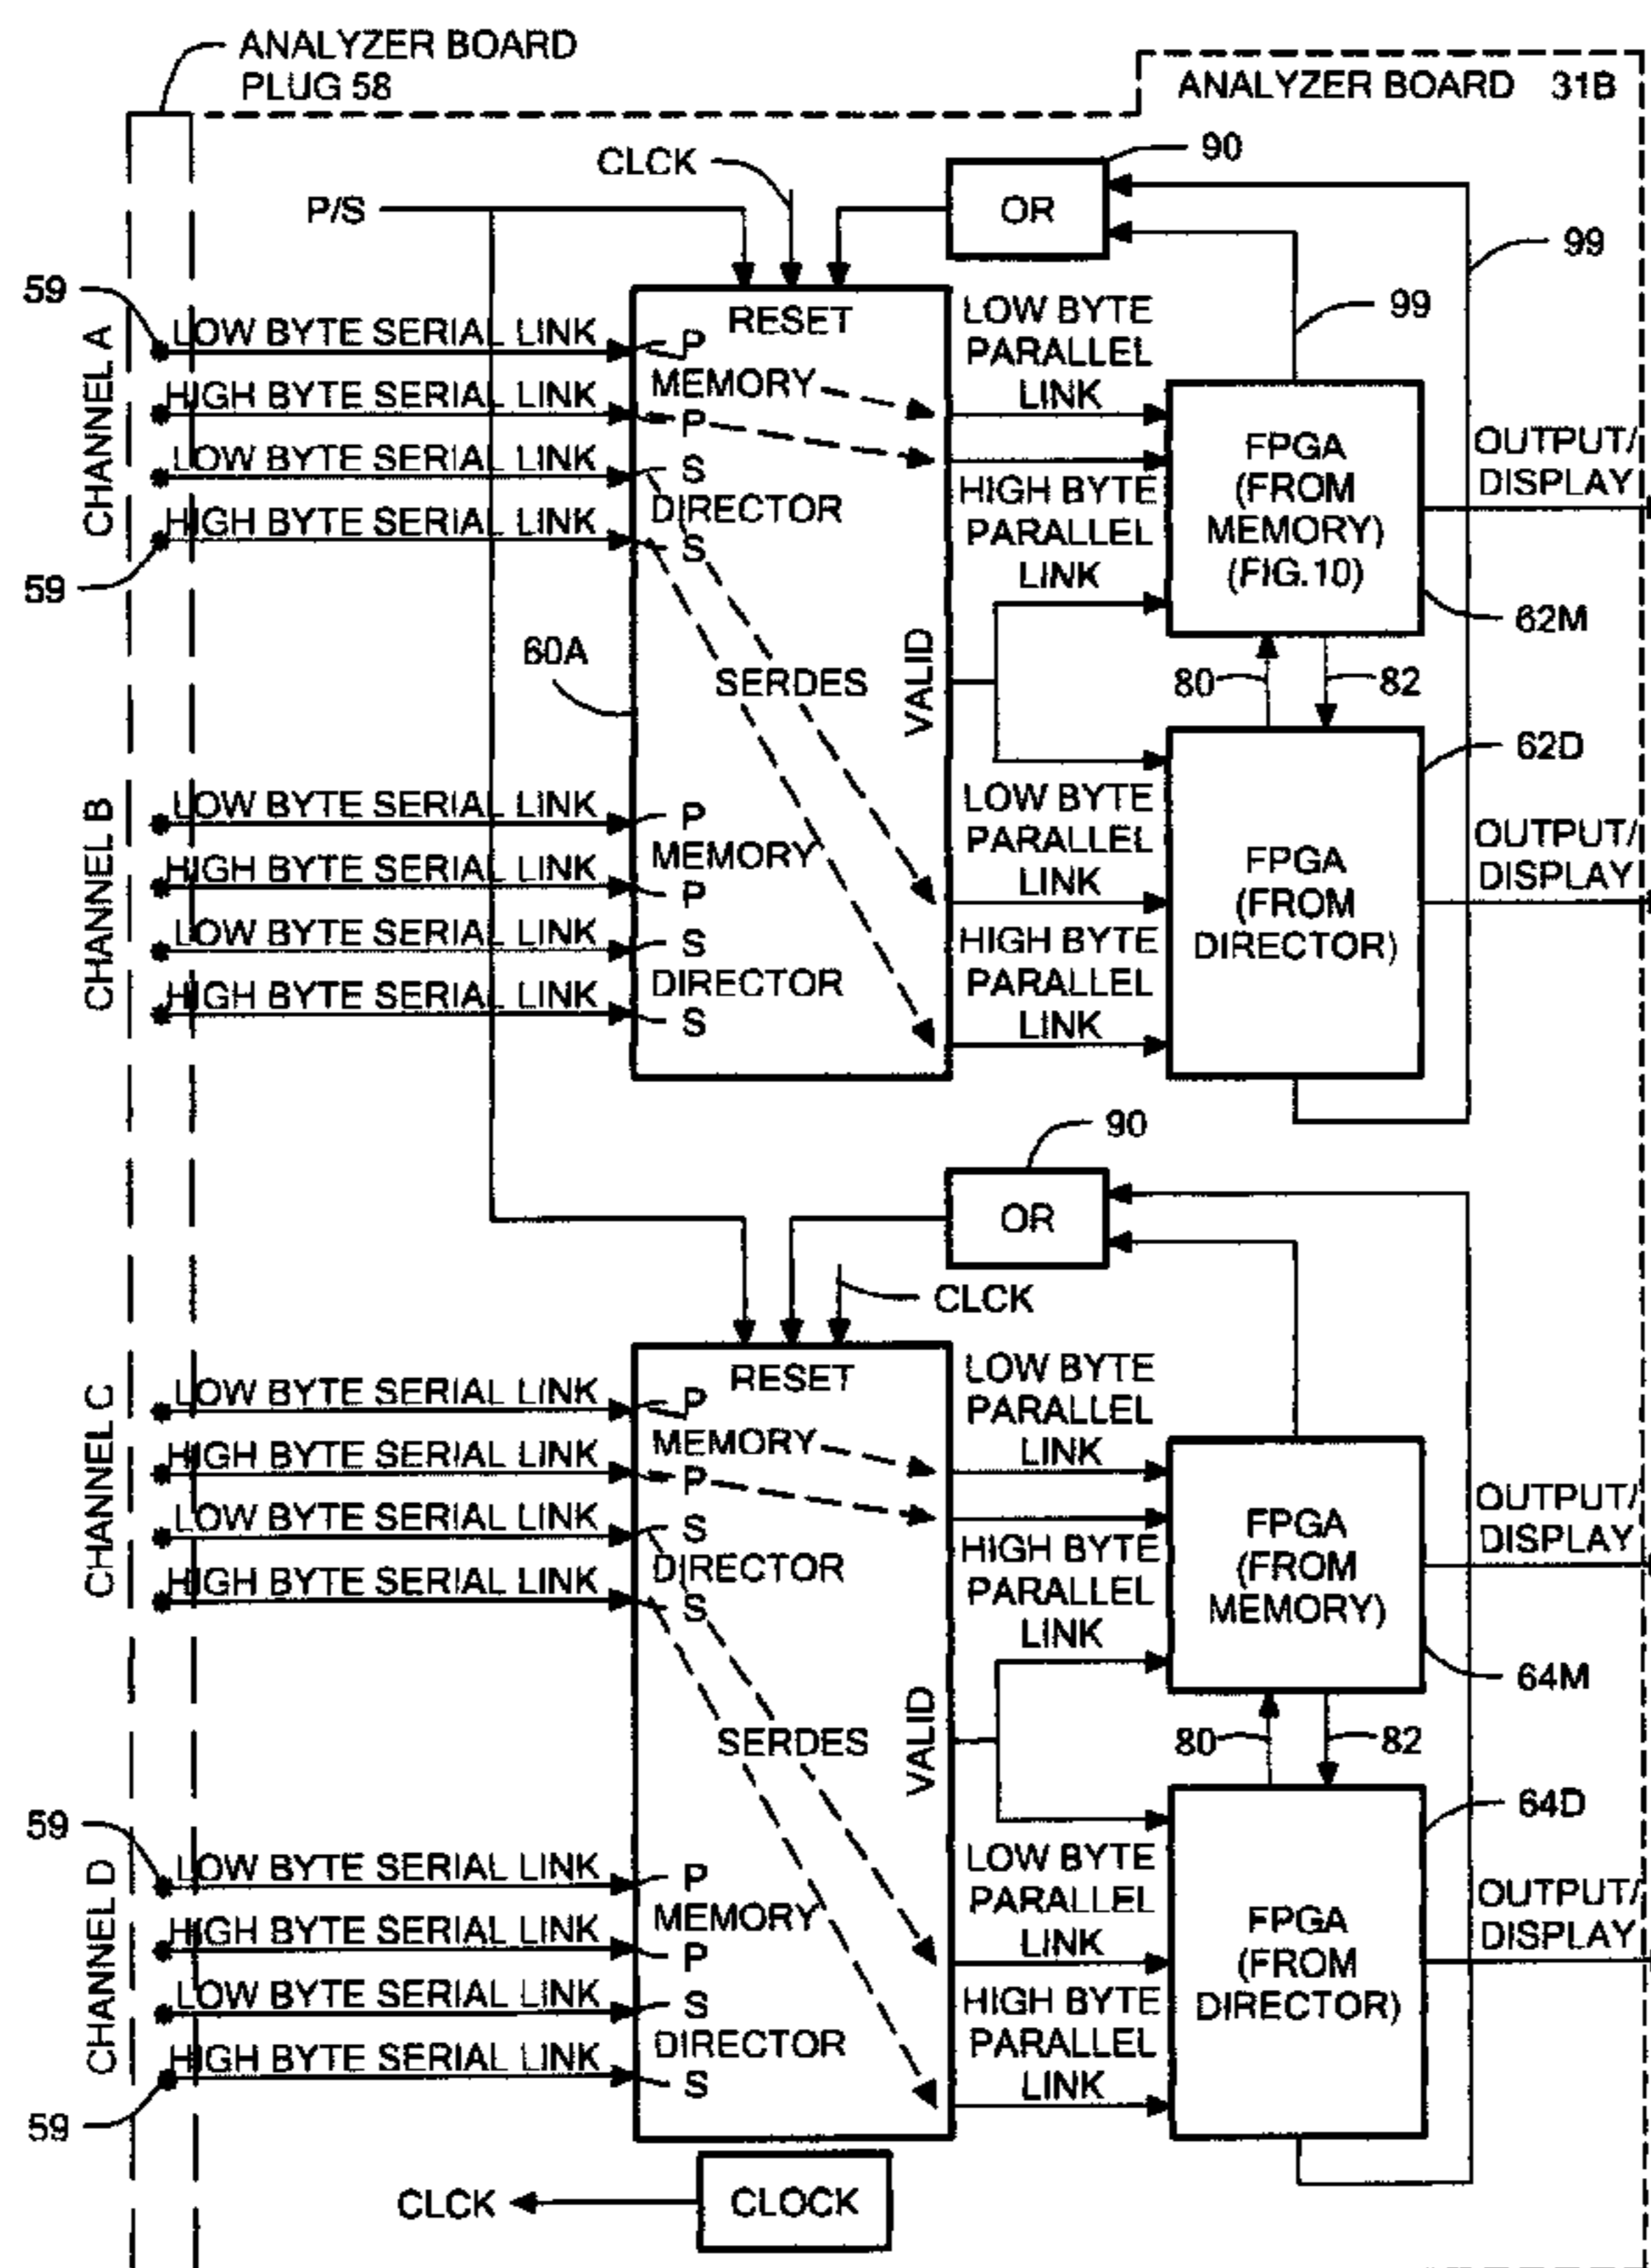 ANALYZER BOARD
PLUG 58
ANALYZER BOARD 31B
CLCK
90
P/S
OR
99
99
59
CHANNEL A
LOW BYTE SERIAL LINK
HIGH BYTE SERIAL LINK
LOW BYTE SERIAL LINK
HIGH BYTE SERIAL LINK
59
RESET
P
MEMORY
P
S
DIRECTOR
S
60A
SERDES
VALID
LOW BYTE
PARALLEL
LINK
HIGH BYTE
PARALLEL
LINK
FPGA
(FROM
MEMORY)
(FIG.10)
OUTPUT/
DISPLAY
62M
80
82
62D
CHANNEL B
LOW BYTE SERIAL LINK
HIGH BYTE SERIAL LINK
LOW BYTE SERIAL LINK
HIGH BYTE SERIAL LINK
P
MEMORY
P
S
DIRECTOR
S
LOW BYTE
PARALLEL
LINK
HIGH BYTE
PARALLEL
LINK
FPGA
(FROM
DIRECTOR)
OUTPUT/
DISPLAY
90
OR
CLCK
CHANNEL C
LOW BYTE SERIAL LINK
HIGH BYTE SERIAL LINK
LOW BYTE SERIAL LINK
HIGH BYTE SERIAL LINK
RESET
P
MEMORY
P
S
DIRECTOR
S
SERDES
VALID
LOW BYTE
PARALLEL
LINK
HIGH BYTE
PARALLEL
LINK
FPGA
(FROM
MEMORY)
OUTPUT/
DISPLAY
64M
80
82
64D
59
CHANNEL D
LOW BYTE SERIAL LINK
HIGH BYTE SERIAL LINK
LOW BYTE SERIAL LINK
HIGH BYTE SERIAL LINK
59
P
MEMORY
P
S
DIRECTOR
S
LOW BYTE
PARALLEL
LINK
HIGH BYTE
PARALLEL
LINK
FPGA
(FROM
DIRECTOR)
OUTPUT/
DISPLAY
CLCK
CLOCK